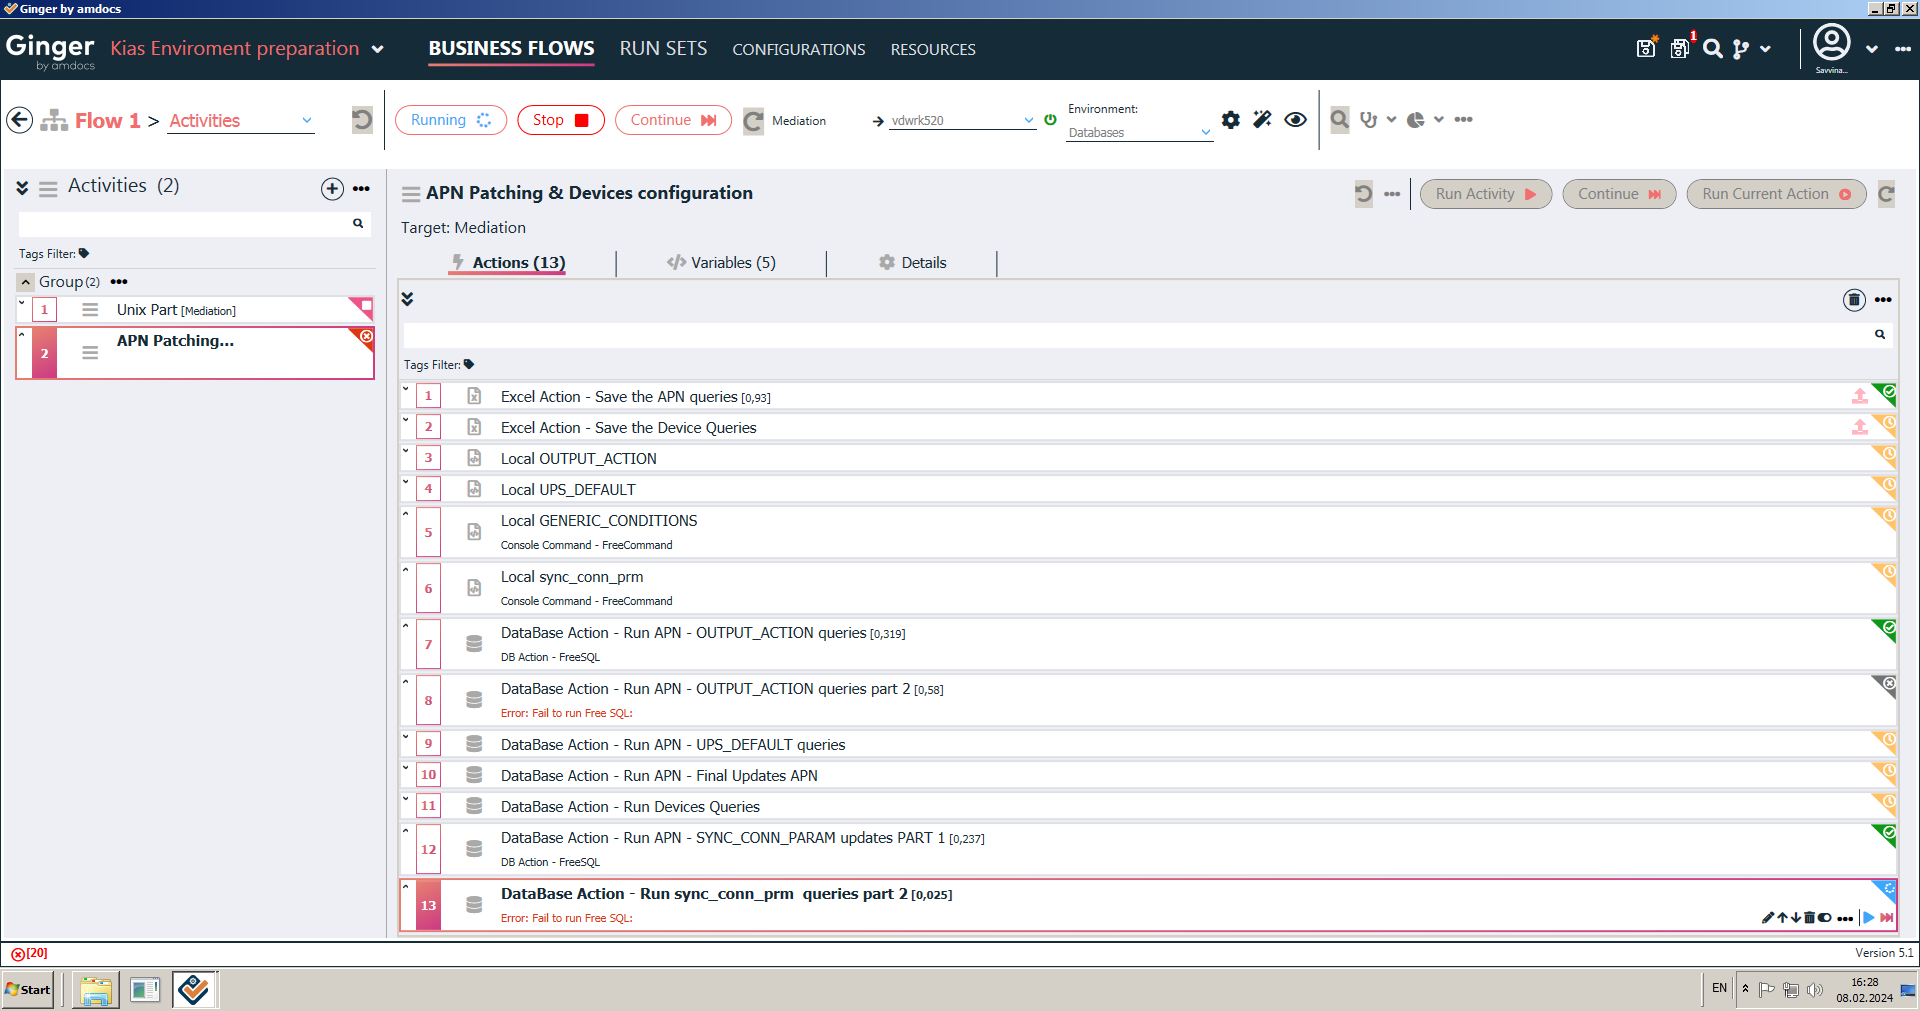 Ginger by amdocs
Ginger
by amdocs
Kias Enviroment preparation
BUSINESS FLOWS
RUN SETS
CONFIGURATIONS
RESOURCES
1
Savvina...
Flow 1 >
Activities
Running
Stop
Continue
Mediation
vdwrk520
Environment:
Databases
Activities (2)
Tags Filter:
Group(2)
1
Unix Part [Mediation]
2
APN Patching...
APN Patching & Devices configuration
Run Activity
Continue
Run Current Action
Target: Mediation
Actions (13)
Variables (5)
Details
Tags Filter:
1
Excel Action - Save the APN queries [0,93]
2
Excel Action - Save the Device Queries
3
Local OUTPUT_ACTION
4
Local UPS_DEFAULT
5
Local GENERIC_CONDITIONS
Console Command - FreeCommand
6
Local sync_conn_prm
Console Command - FreeCommand
7
DataBase Action - Run APN - OUTPUT_ACTION queries [0,319]
DB Action - FreeSQL
8
DataBase Action - Run APN - OUTPUT_ACTION queries part 2 [0,58]
Error: Fail to run Free SQL:
9
DataBase Action - Run APN - UPS_DEFAULT queries
10
DataBase Action - Run APN - Final Updates APN
11
DataBase Action - Run Devices Queries
12
DataBase Action - Run APN - SYNC_CONN_PARAM updates PART 1 [0,237]
DB Action - FreeSQL
13
DataBase Action - Run sync_conn_prm  queries part 2 [0,025]
Error: Fail to run Free SQL:
[20]
Version 5.1
Start
EN
16:28
08.02.2024